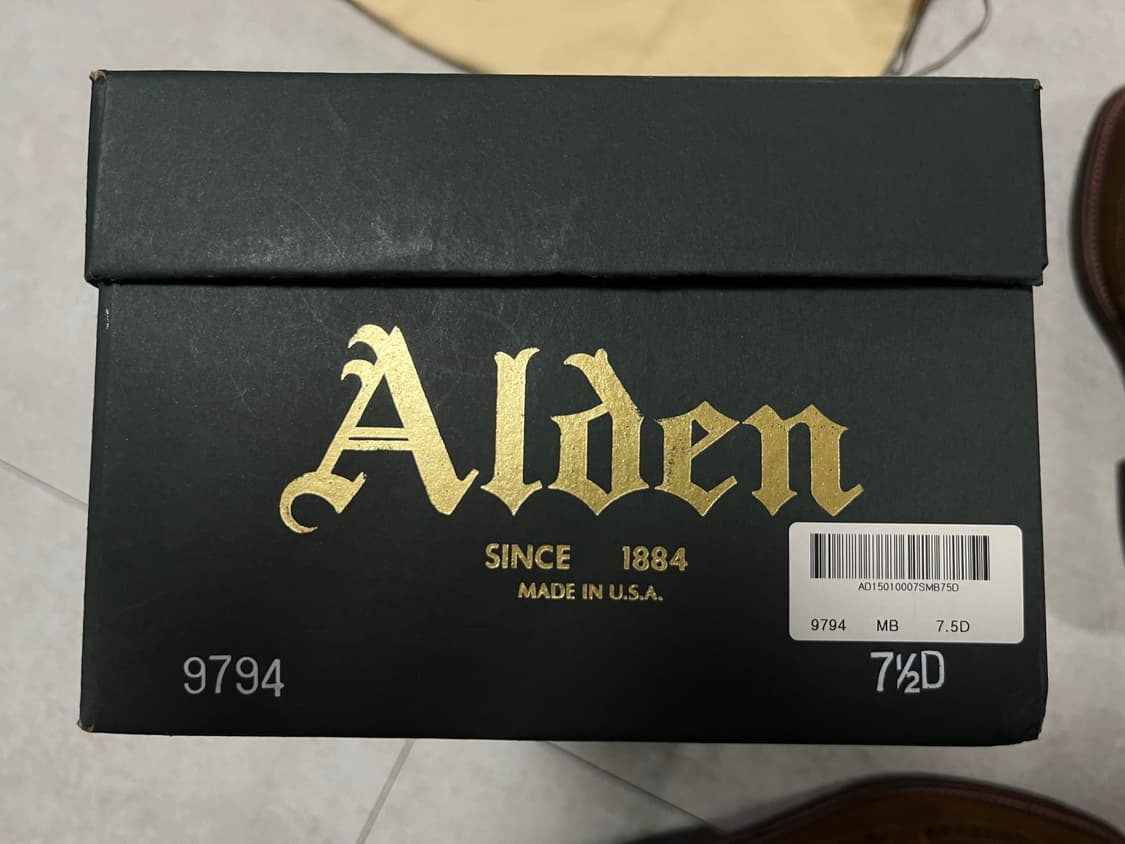 Alden
SINCE 1884
MADE IN U.S.A.
AD15010007SMB75D
9794 MB 7.5D
9794 7½D